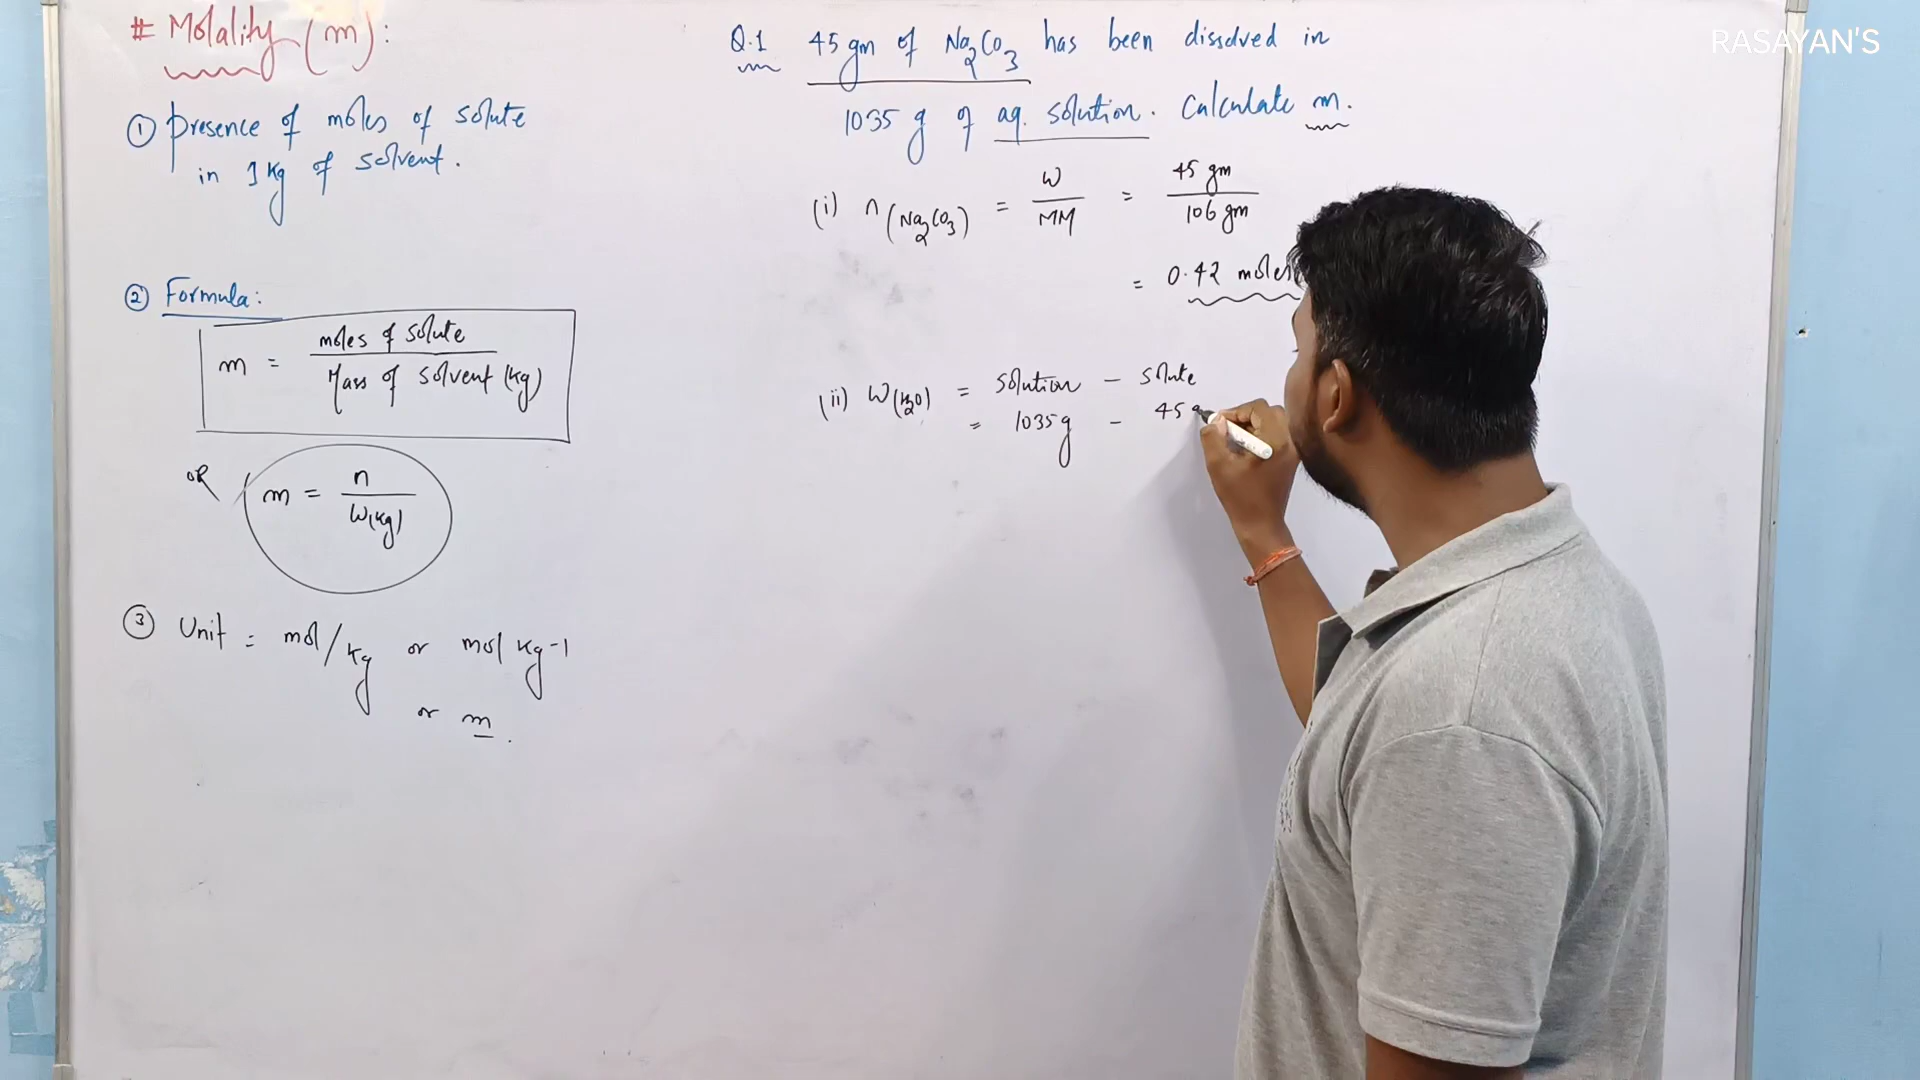 # Molality (m):
① presence of moles of solute
in 1 Kg of solvent.
② Formula:
m = moles of solute / Mass of solvent (Kg)
OR
m = n / W(Kg)
③ Unit = mol/Kg or mol Kg-1
or m.
RASAYAN'S
Q.1 45 gm of Na2CO3 has been dissolved in
1035 g of aq. solution. Calculate m.
(i) n(Na2CO3) = W / MM = 45 gm / 106 gm
= 0.42 moles
(ii) W(H2O) = solution - solute
= 1035g - 45 g